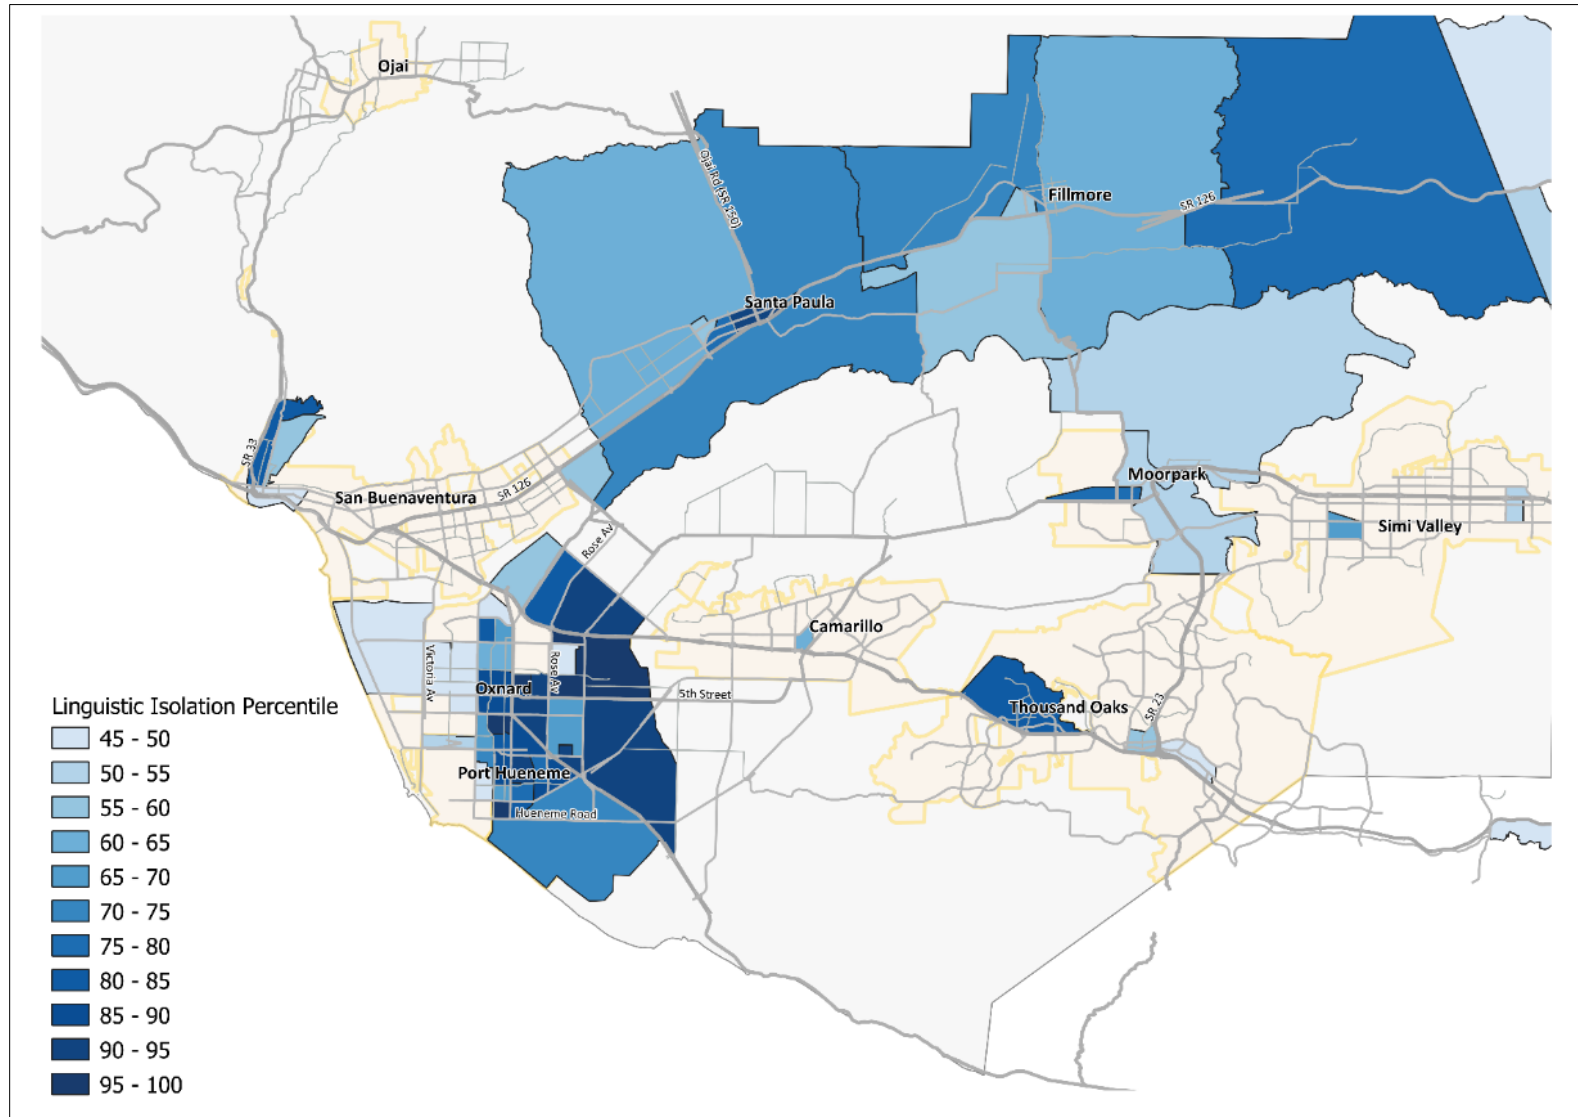 Ojai
Ojai Rd (SR 150)
Fillmore
SR 126
Santa Paula
SR 33
San Buenaventura
SR 126
Moorpark
Simi Valley
Rose Av
Camarillo
Victoria Av
Rose Av
Oxnard
5th Street
Thousand Oaks
SR 23
Port Hueneme
Hueneme Road
Linguistic Isolation Percentile
45 - 50
50 - 55
55 - 60
60 - 65
65 - 70
70 - 75
75 - 80
80 - 85
85 - 90
90 - 95
95 - 100